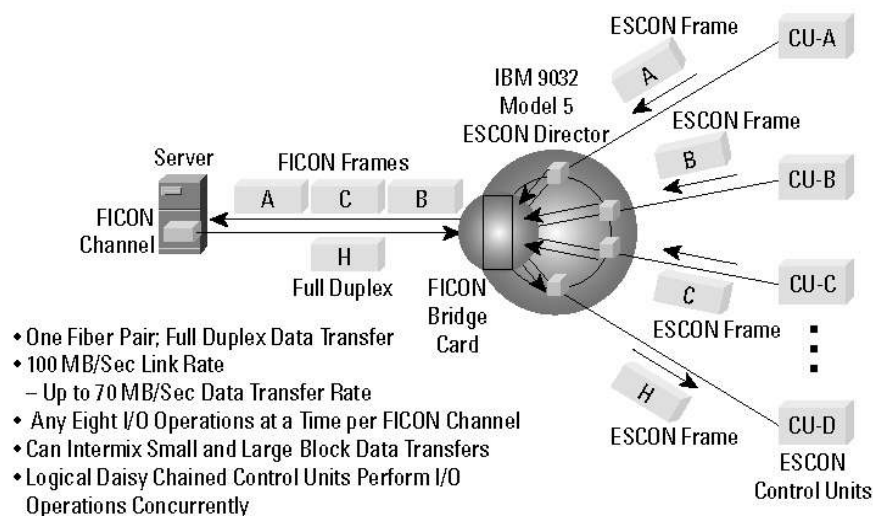 ESCON Frame
CU-A
A
IBM 9032
Model 5
ESCON Director
ESCON Frame
B
CU-B
Server
FICON Frames
A C B
FICON
Channel
H
Full Duplex
FICON
Bridge
Card
C
CU-C
ESCON Frame
H
ESCON Frame
CU-D
ESCON
Control Units
• One Fiber Pair; Full Duplex Data Transfer
• 100 MB/Sec Link Rate
– Up to 70 MB/Sec Data Transfer Rate
• Any Eight I/O Operations at a Time per FICON Channel
• Can Intermix Small and Large Block Data Transfers
• Logical Daisy Chained Control Units Perform I/O
Operations Concurrently